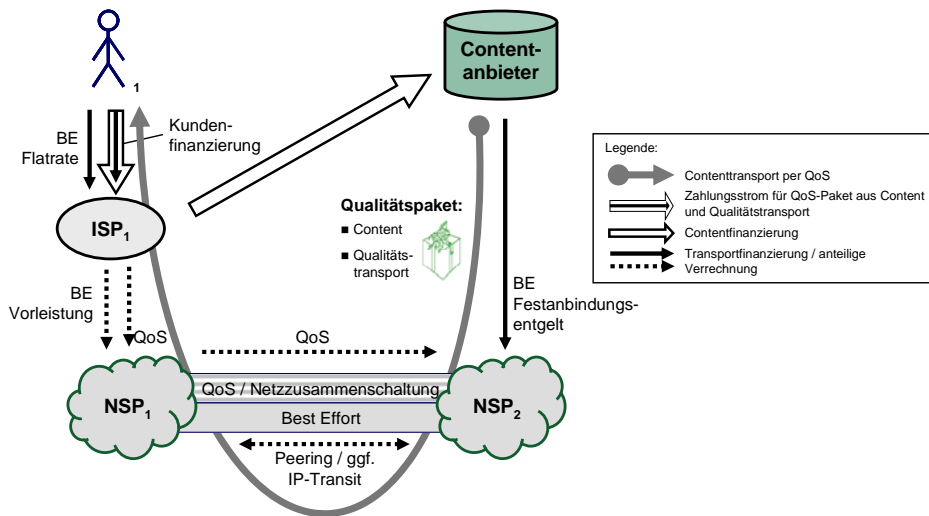 1
Content-
anbieter
BE
Flatrate
Kunden-
finanzierung
ISP1
Qualitätspaket:
■ Content
■ Qualitäts-
transport
BE
Vorleistung
QoS
QoS
BE
Festanbindungs-
entgelt
NSP1
QoS / Netzzusammenschaltung
Best Effort
NSP2
Peering / ggf.
IP-Transit
Legende:
Contenttransport per QoS
Zahlungsstrom für QoS-Paket aus Content
und Qualitätstransport
Contentfinanzierung
Transportfinanzierung / anteilige
Verrechnung